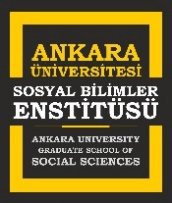 ANKARA
ÜNİVERSİTESİ
SOSYAL BİLİMLER
ENSTİTÜSÜ
ANKARA UNIVERSITY
GRADUATE SCHOOL OF
SOCIAL SCIENCES